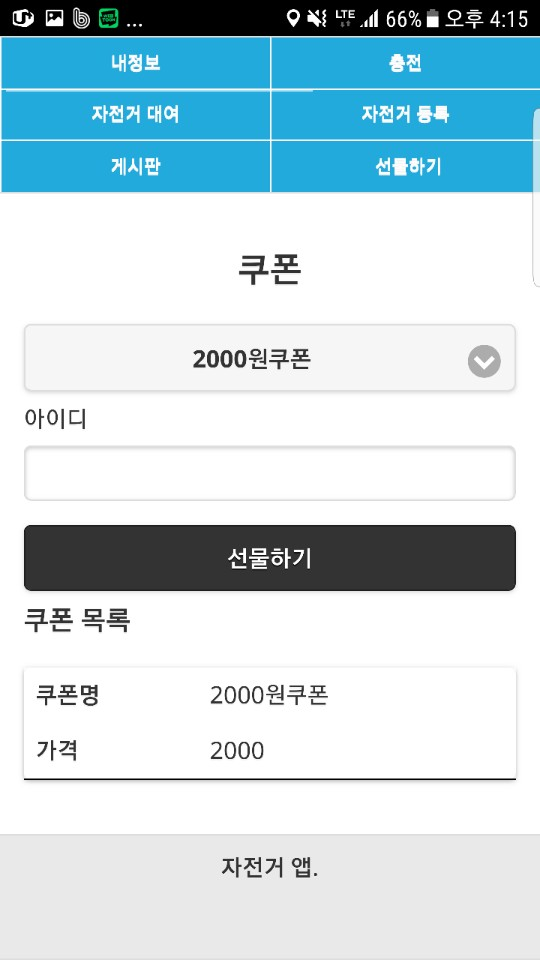 LTE 66% 오후 4:15
내정보 충전
자전거 대여 자전거 등록
게시판 선물하기
쿠폰
2000원쿠폰
아이디
선물하기
쿠폰 목록
쿠폰명 2000원쿠폰
가격 2000
자전거 앱.